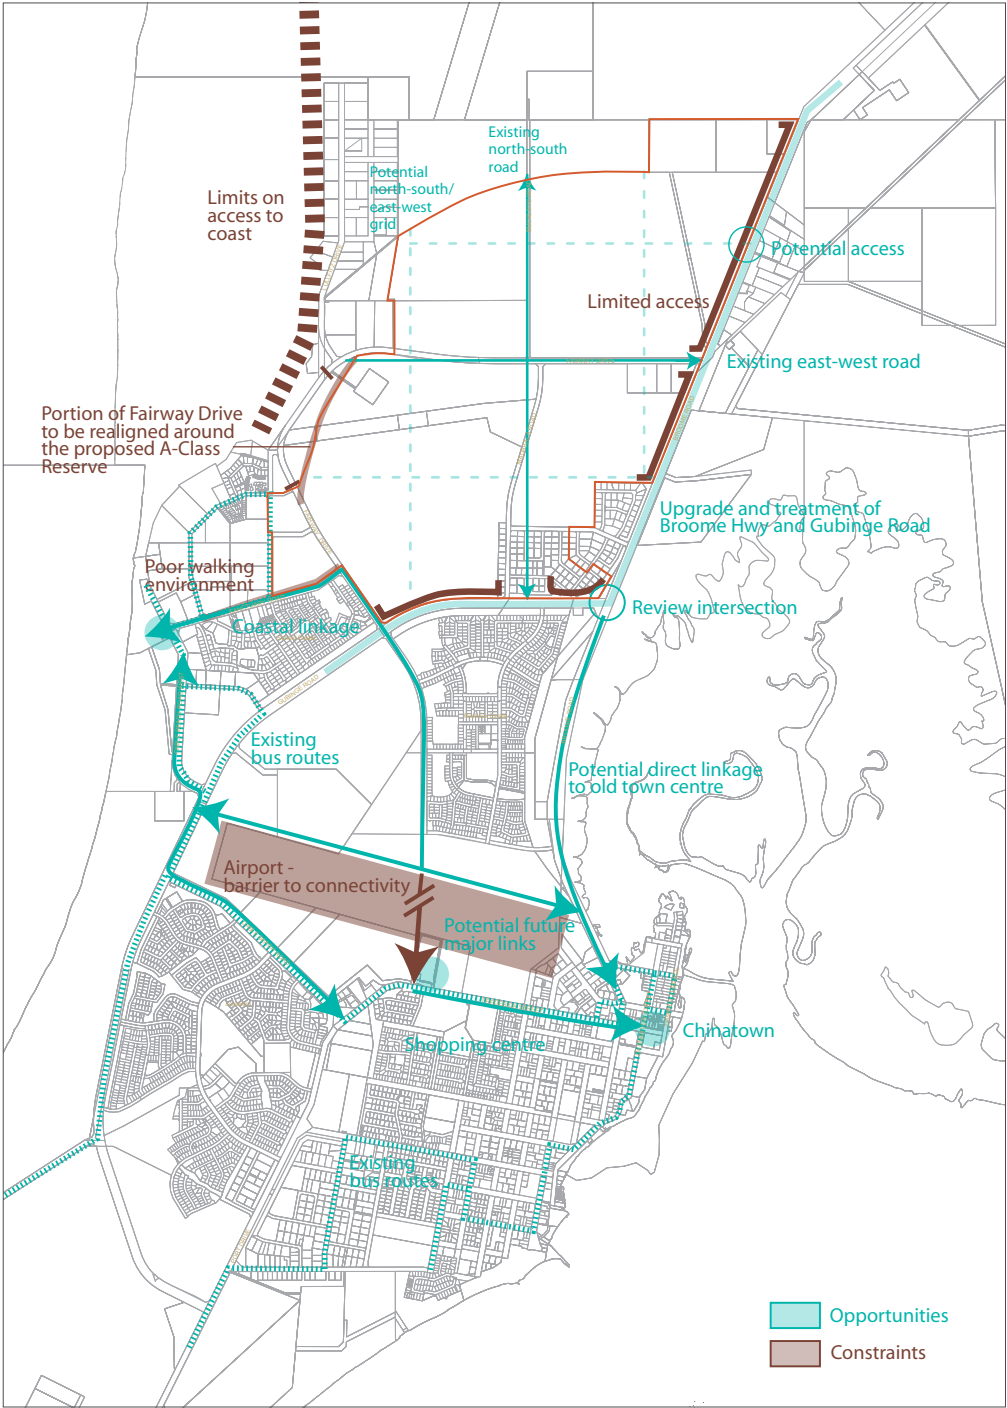 Existing
north-south
road
Potential
north-south/
east-west
grid
Limits on
access to
coast
Potential access
Limited access
Existing east-west road
Portion of Fairway Drive
to be realigned around
the proposed A-Class
Reserve
Upgrade and treatment of
Broome Hwy and Gubinge Road
Poor walking
environment
Review intersection
Coastal linkage
GUBINGE ROAD
Existing
bus routes
Potential direct linkage
to old town centre
Airport -
barrier to connectivity
Potential future
major links
Chinatown
Shopping centre
Existing
bus routes
Opportunities
Constraints